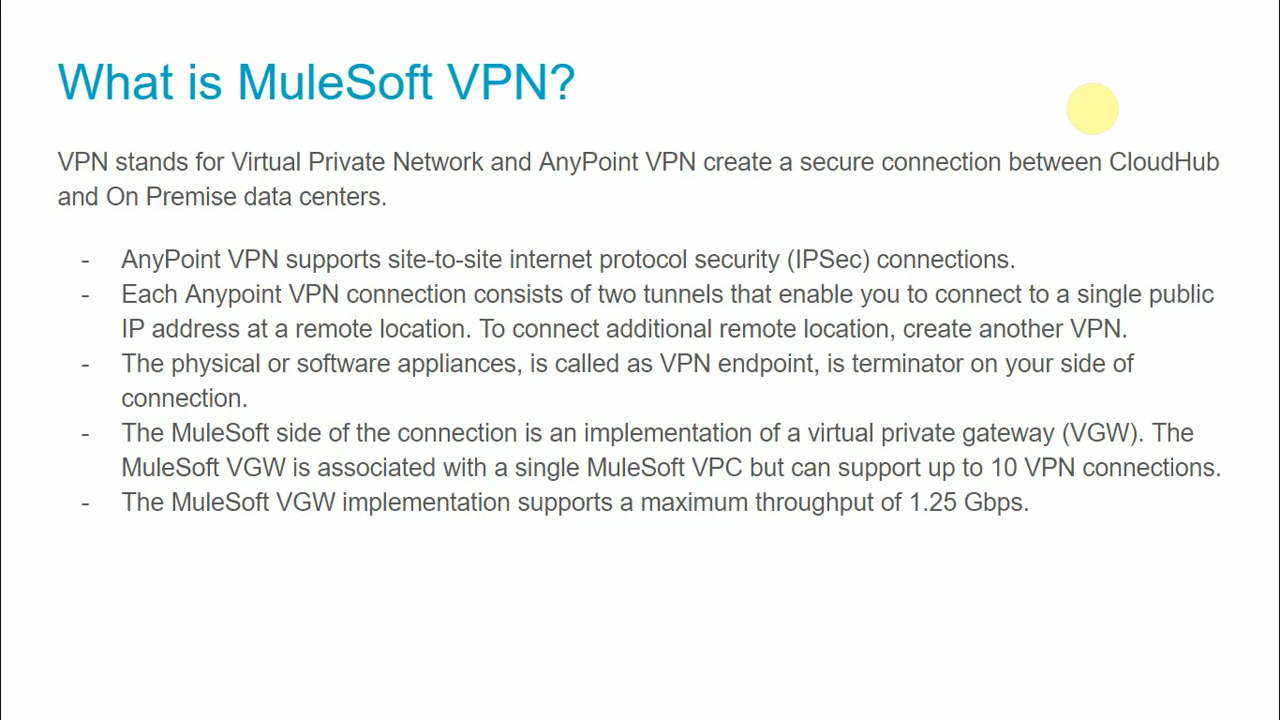 What is MuleSoft VPN?
VPN stands for Virtual Private Network and AnyPoint VPN create a secure connection between CloudHub
and On Premise data centers.
- AnyPoint VPN supports site-to-site internet protocol security (IPSec) connections.
- Each Anypoint VPN connection consists of two tunnels that enable you to connect to a single public
IP address at a remote location. To connect additional remote location, create another VPN.
- The physical or software appliances, is called as VPN endpoint, is terminator on your side of
connection.
- The MuleSoft side of the connection is an implementation of a virtual private gateway (VGW). The
MuleSoft VGW is associated with a single MuleSoft VPC but can support up to 10 VPN connections.
- The MuleSoft VGW implementation supports a maximum throughput of 1.25 Gbps.